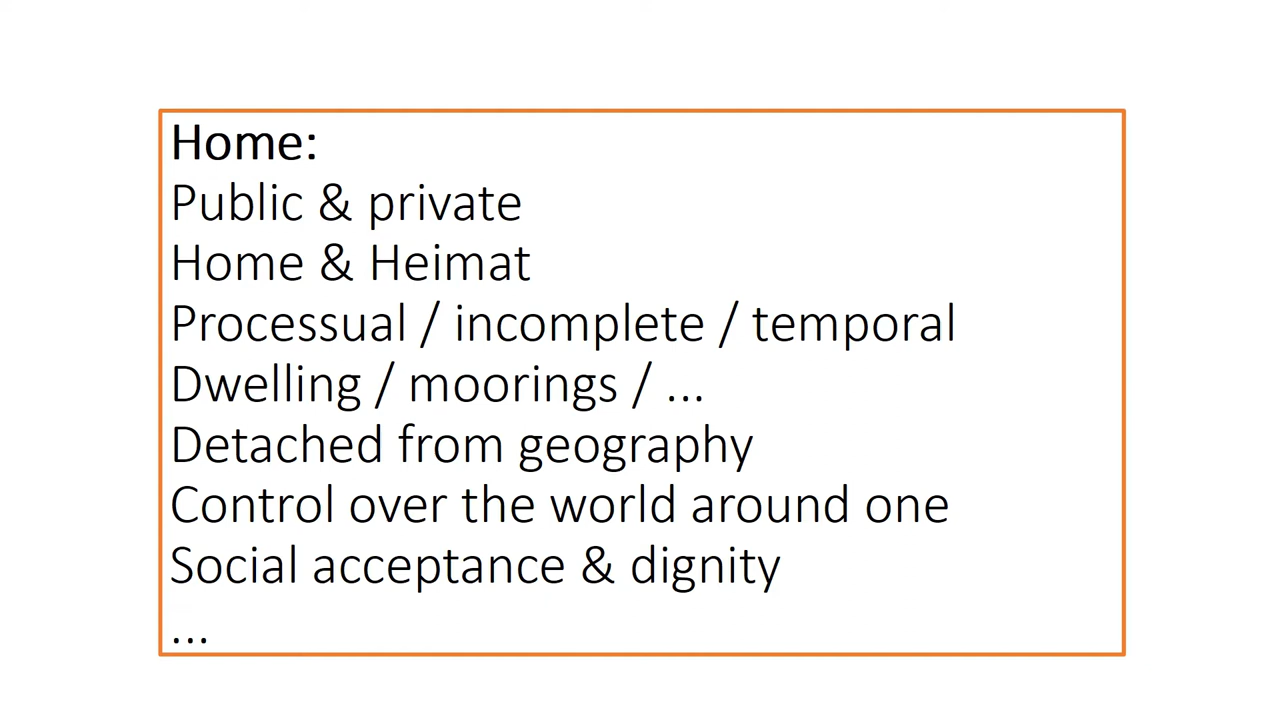 Home:
Public & private
Home & Heimat
Processual / incomplete / temporal
Dwelling / moorings / ...
Detached from geography
Control over the world around one
Social acceptance & dignity
...